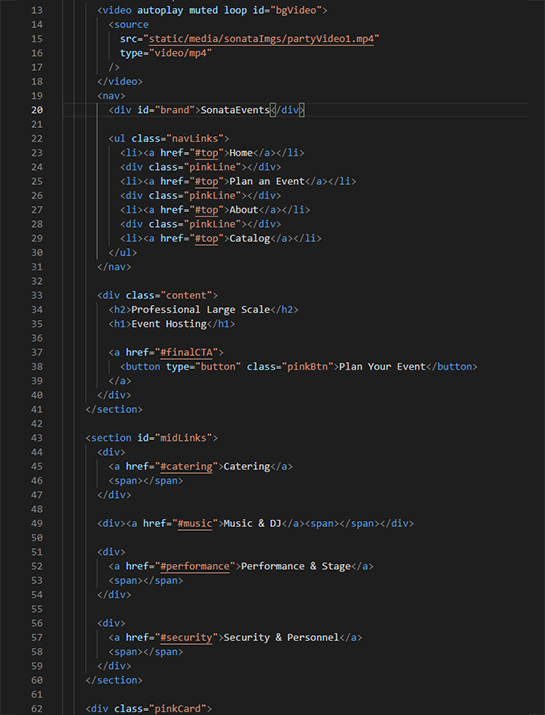 13 <video autoplay muted loop id="bgVideo">
14 <source
15 src="static/media/sonataImgs/partyVideo1.mp4"
16 type="video/mp4"
17 />
18 </video>
19 <nav>
20 <div id="brand">SonataEvents</div>
21
22 <ul class="navLinks">
23 <li><a href="#top">Home</a></li>
24 <div class="pinkLine"></div>
25 <li><a href="#top">Plan an Event</a></li>
26 <div class="pinkLine"></div>
27 <li><a href="#top">About</a></li>
28 <div class="pinkLine"></div>
29 <li><a href="#top">Catalog</a></li>
30 </ul>
31 </nav>
32
33 <div class="content">
34 <h2>Professional Large Scale</h2>
35 <h1>Event Hosting</h1>
36
37 <a href="#finalCTA">
38 <button type="button" class="pinkBtn">Plan Your Event</button>
39 </a>
40 </div>
41 </section>
42
43 <section id="midLinks">
44 <div>
45 <a href="#catering">Catering</a>
46 <span></span>
47 </div>
48
49 <div><a href="#music">Music & DJ</a><span></span></div>
50
51 <div>
52 <a href="#performance">Performance & Stage</a>
53 <span></span>
54 </div>
55
56 <div>
57 <a href="#security">Security & Personnel</a>
58 <span></span>
59 </div>
60 </section>
61
62 <div class="pinkCard">